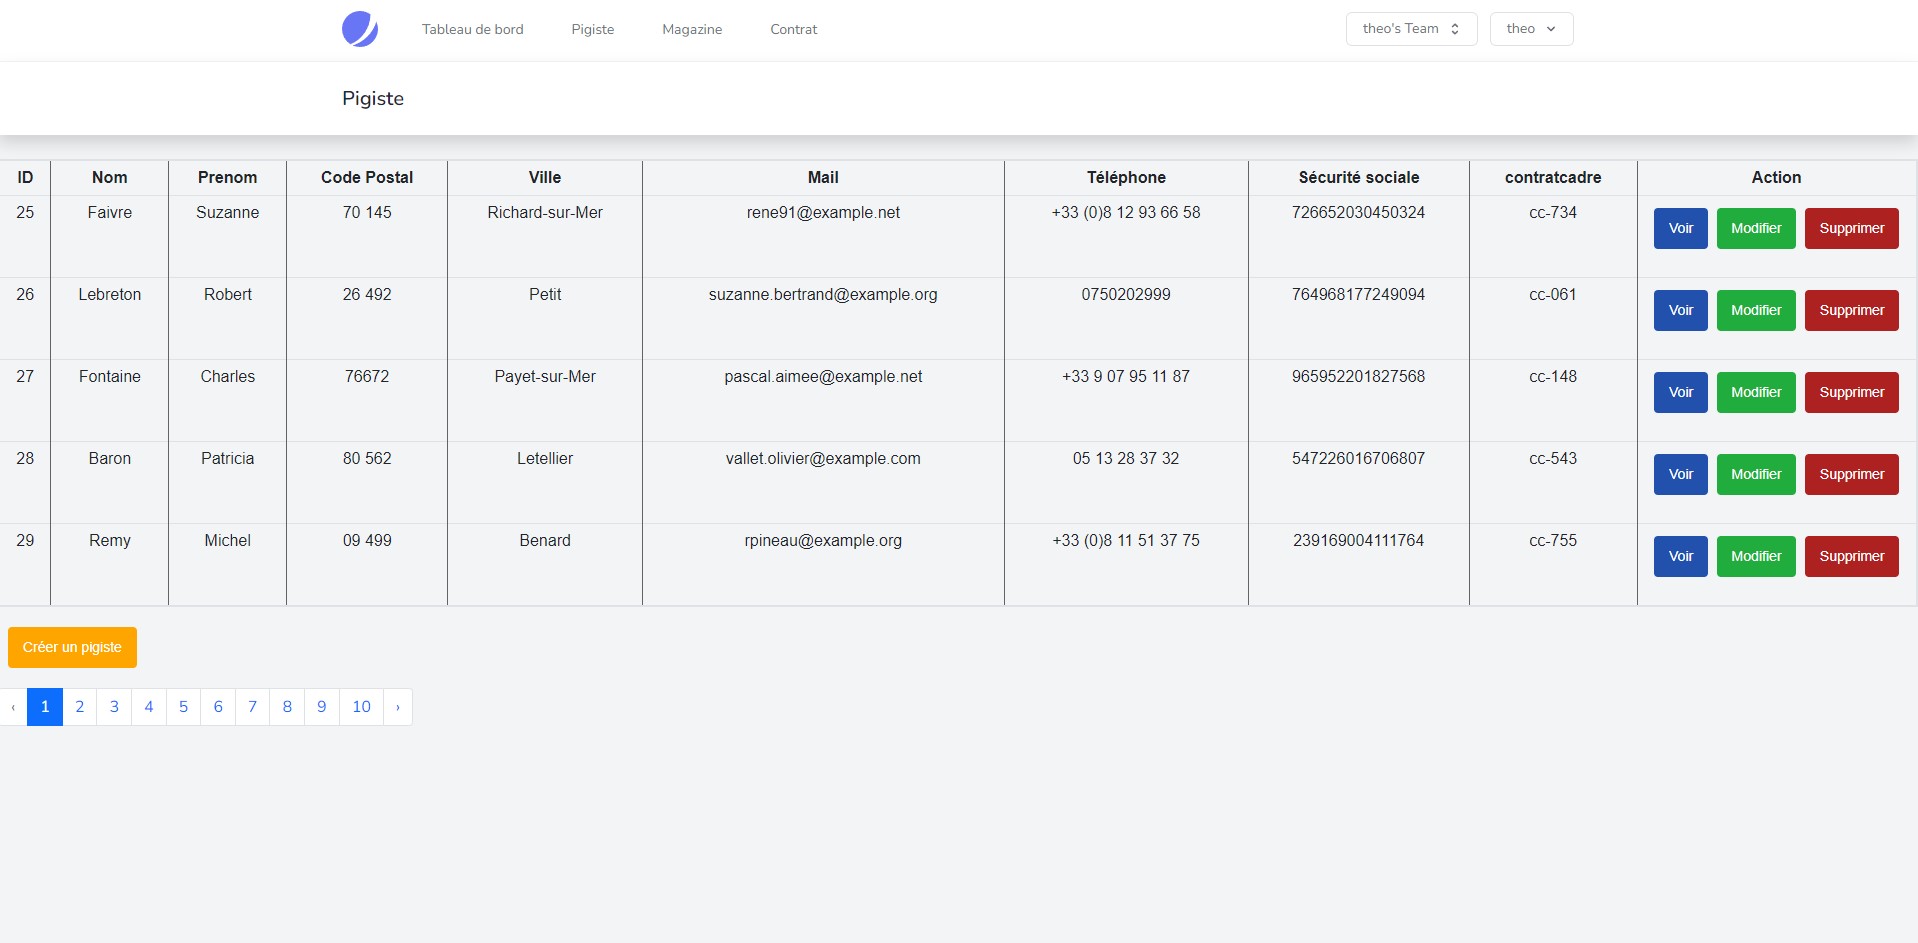 Tableau de bord Pigiste Magazine Contrat theo's Team theo
Pigiste
ID Nom Prenom Code Postal Ville Mail Téléphone Sécurité sociale contratcadre Action
25 Faivre Suzanne 70 145 Richard-sur-Mer rene91@example.net +33 (0)8 12 93 66 58 726652030450324 cc-734 Voir Modifier Supprimer
26 Lebreton Robert 26 492 Petit suzanne.bertrand@example.org 0750202999 764968177249094 cc-061 Voir Modifier Supprimer
27 Fontaine Charles 76672 Payet-sur-Mer pascal.aimee@example.net +33 9 07 95 11 87 965952201827568 cc-148 Voir Modifier Supprimer
28 Baron Patricia 80 562 Letellier vallet.olivier@example.com 05 13 28 37 32 547226016706807 cc-543 Voir Modifier Supprimer
29 Remy Michel 09 499 Benard rpineau@example.org +33 (0)8 11 51 37 75 239169004111764 cc-755 Voir Modifier Supprimer
Créer un pigiste
‹ 1 2 3 4 5 6 7 8 9 10 ›